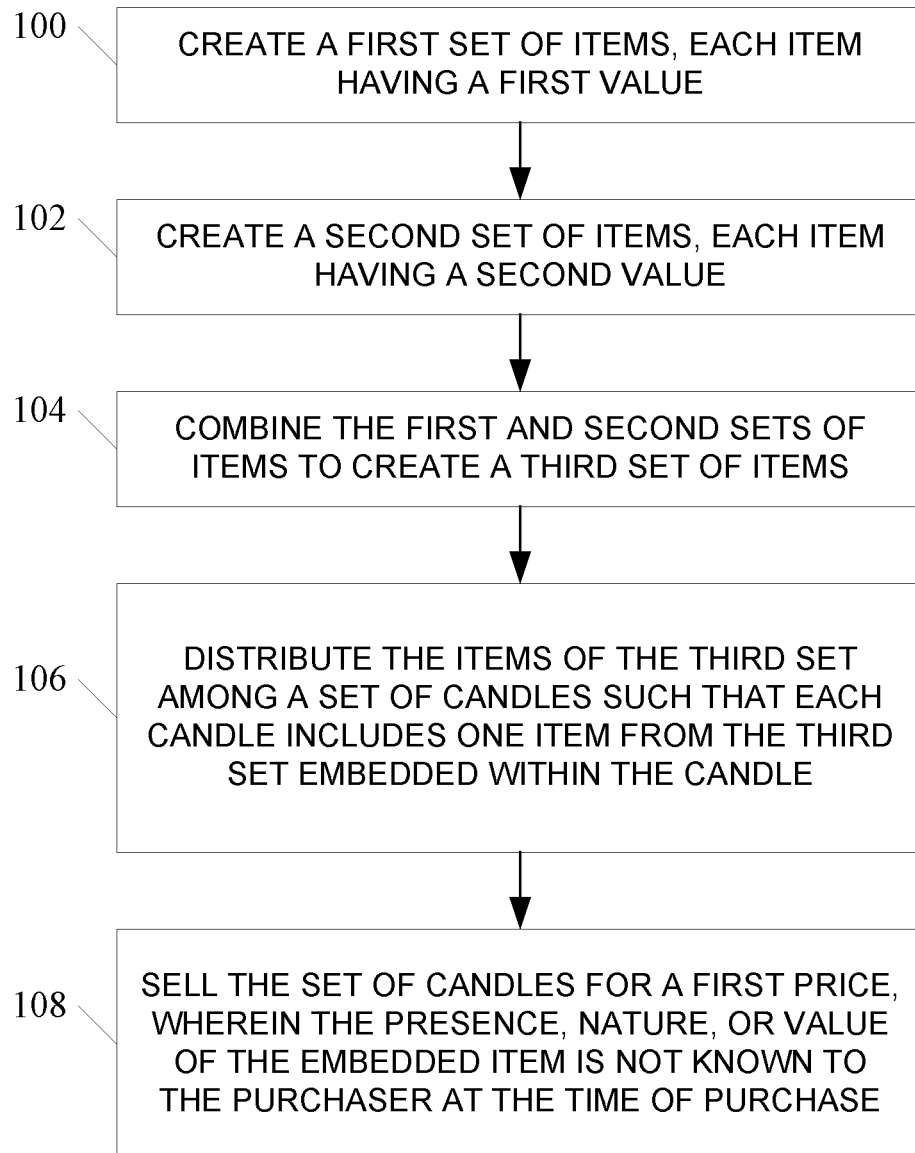 100
CREATE A FIRST SET OF ITEMS, EACH ITEM
HAVING A FIRST VALUE
102
CREATE A SECOND SET OF ITEMS, EACH ITEM
HAVING A SECOND VALUE
104
COMBINE THE FIRST AND SECOND SETS OF
ITEMS TO CREATE A THIRD SET OF ITEMS
106
DISTRIBUTE THE ITEMS OF THE THIRD SET
AMONG A SET OF CANDLES SUCH THAT EACH
CANDLE INCLUDES ONE ITEM FROM THE THIRD
SET EMBEDDED WITHIN THE CANDLE
108
SELL THE SET OF CANDLES FOR A FIRST PRICE,
WHEREIN THE PRESENCE, NATURE, OR VALUE
OF THE EMBEDDED ITEM IS NOT KNOWN TO
THE PURCHASER AT THE TIME OF PURCHASE